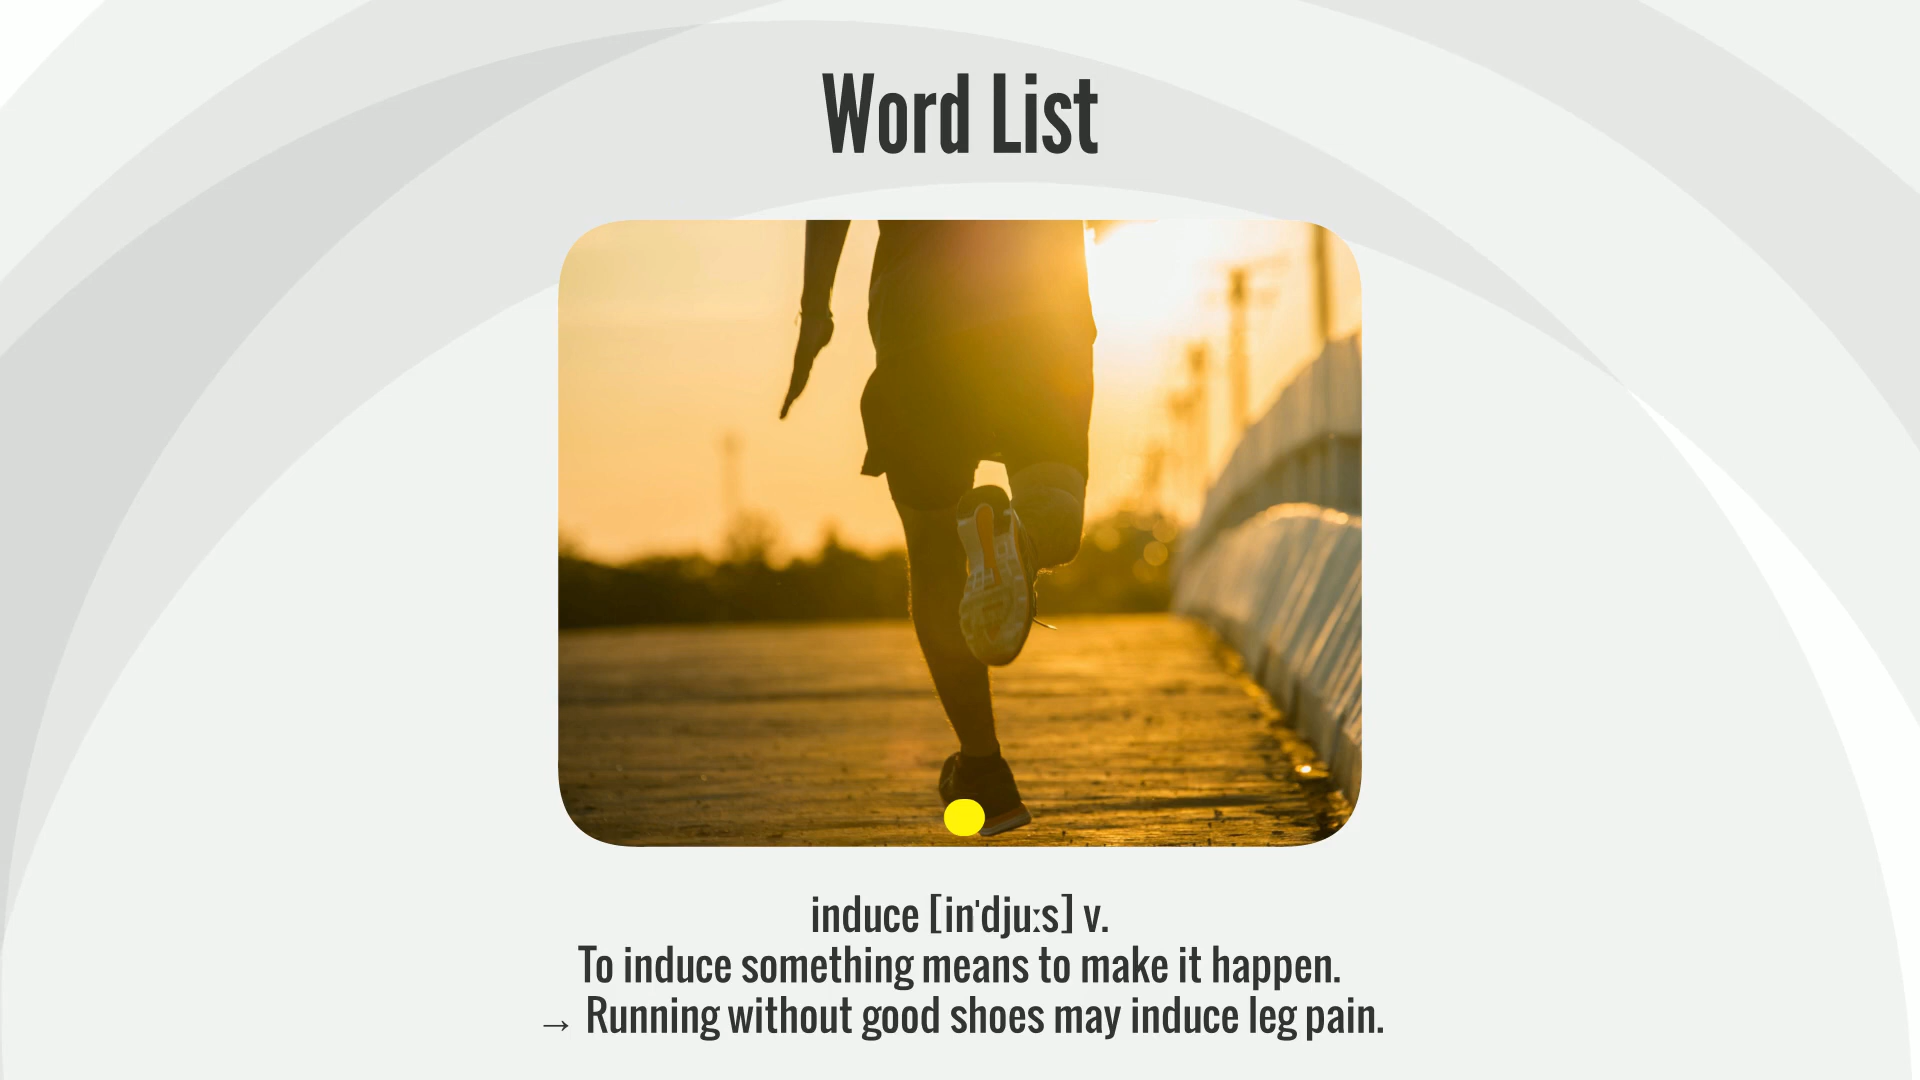 Word List
induce [in'dju:s] v.
To induce something means to make it happen.
→ Running without good shoes may induce leg pain.